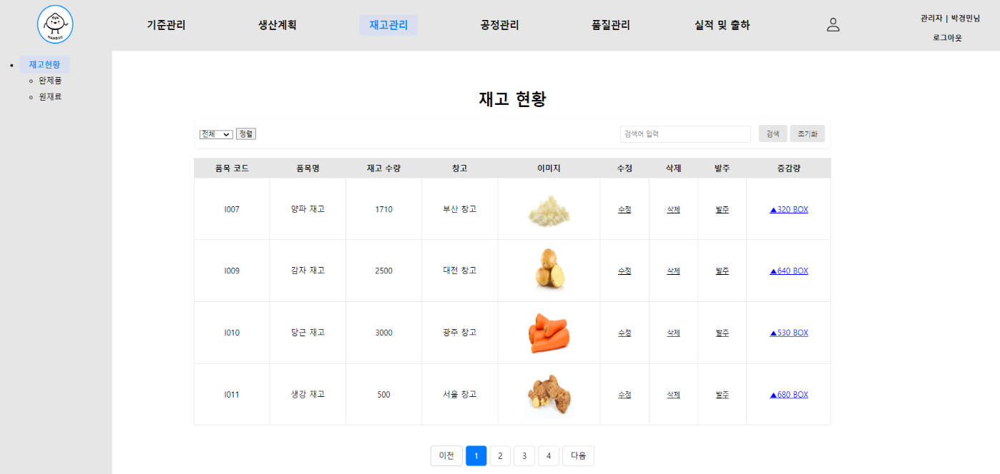 MANDOO
기준관리
생산계획
재고관리
공정관리
품질관리
실적 및 출하
관리자 | 박경민님
로그아웃
재고현황
완제품
원재료
재고 현황
전체 정렬 검색어 입력 검색 초기화
품목 코드 품목명 재고 수량 창고 이미지 수정 삭제 발주 증감량
I007 양파 재고 1710 부산 창고 수정 삭제 발주 ▲320 BOX
I009 감자 재고 2500 대전 창고 수정 삭제 발주 ▲640 BOX
I010 당근 재고 3000 광주 창고 수정 삭제 발주 ▲530 BOX
I011 생강 재고 500 서울 창고 수정 삭제 발주 ▲680 BOX
이전 1 2 3 4 다음